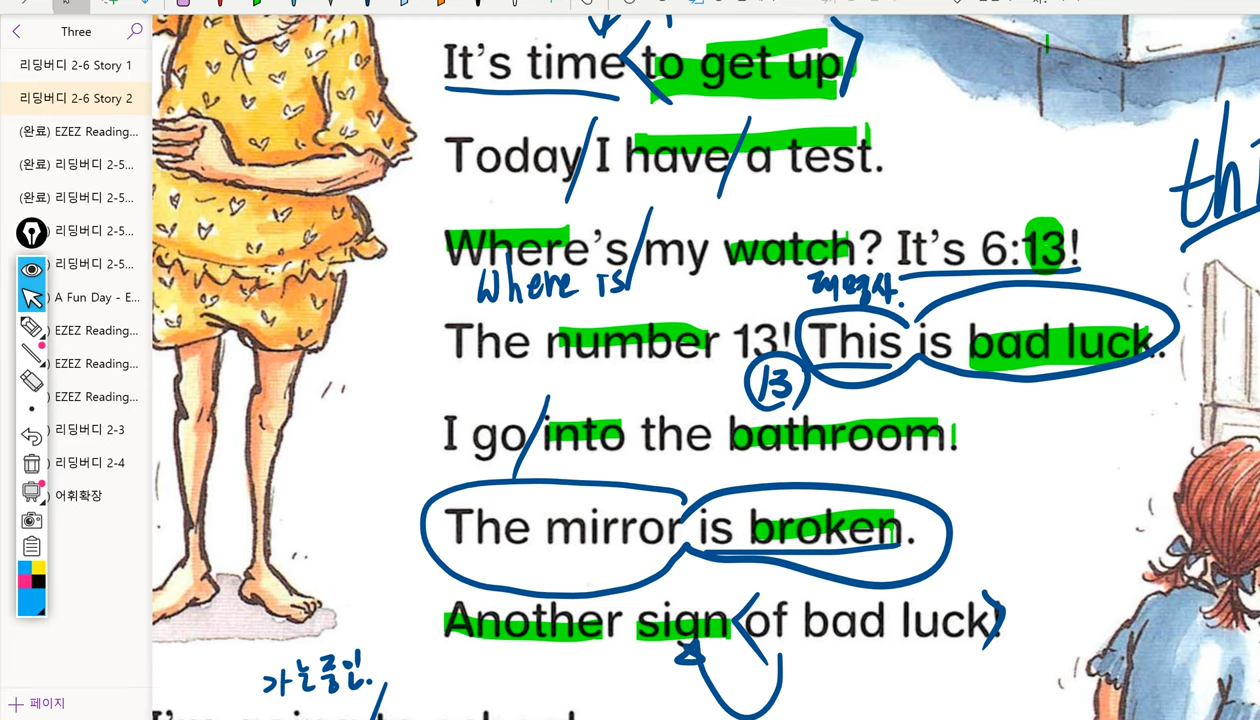 Three
리딩버디 2-6 Story 1
리딩버디 2-6 Story 2
(완료) EZEZ Reading...
(완료) 리딩버디 2-5...
(완료) 리딩버디 2-5...
) 리딩버디 2-5...
) 리딩버디 2-5...
) A Fun Day - E...
) EZEZ Reading...
) EZEZ Reading...
) EZEZ Reading...
) 리딩버디 2-3
) 리딩버디 2-4
) 어휘확장
페이지
It's time to get up
Today I have a test.
Where's my watch? It's 6:13!
Where is
The number 13! This is bad luck.
13
I go into the bathroom!
The mirror is broken.
Another sign of bad luck!
가는중인.